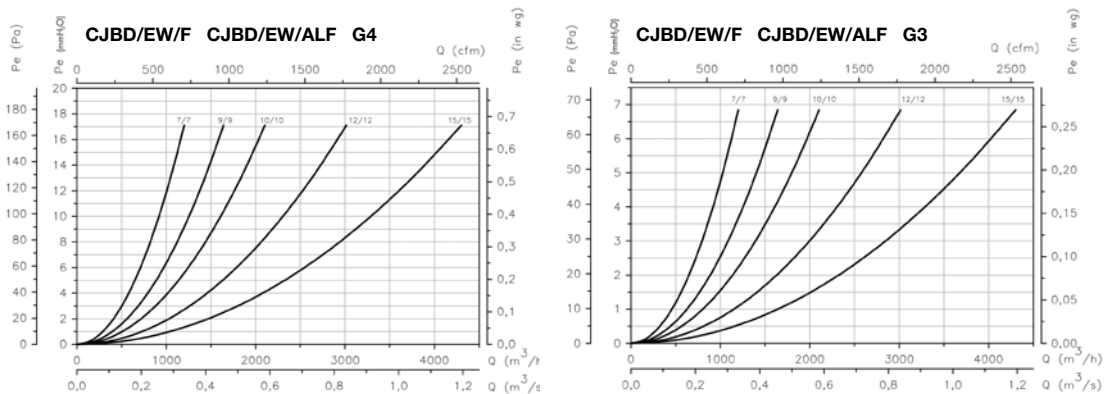 CJBD/EW/F CJBD/EW/ALF G4
Q (cfm)
0 500 1000 1500 2000 2500
Pe (Pa)
Pe (mmH2O)
Pe (in wg)
180
160
140
120
100
80
60
40
20
0
20
18
16
14
12
10
8
6
4
2
0
7/7 9/9 10/10 12/12 15/15
0,7
0,6
0,5
0,4
0,3
0,2
0,1
0,0
0 1000 2000 3000 4000 Q (m3/h
0,0 0,2 0,4 0,6 0,8 1,0 1,2 Q (m3/s
CJBD/EW/F CJBD/EW/ALF G3
Q (cfm)
0 500 1000 1500 2000 2500
Pe (Pa)
Pe (mmH2O)
Pe (in wg)
70
60
50
40
30
20
10
0
7
6
5
4
3
2
1
0
7/7 9/9 10/10 12/12 15/15
0,25
0,20
0,15
0,10
0,05
0,00
0 1000 2000 3000 4000 Q (m3/h)
0,0 0,2 0,4 0,6 0,8 1,0 1,2 Q (m3/s)